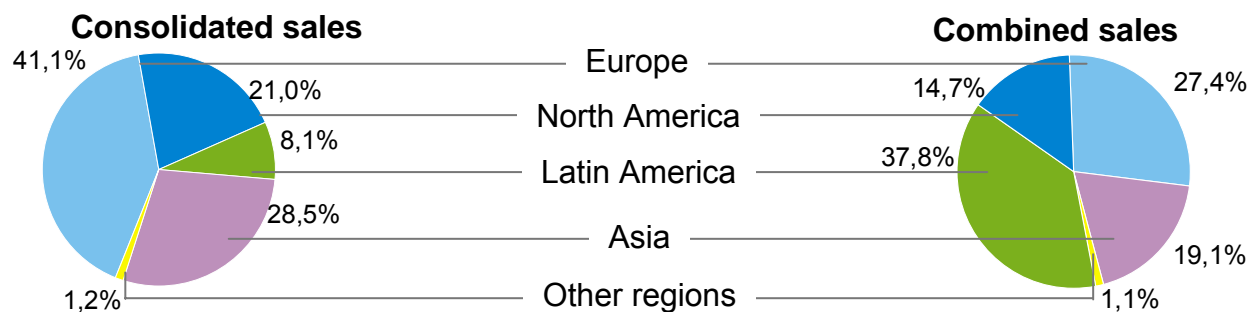 Consolidated sales
Combined sales
41,1%
Europe
27,4%
21,0%
14,7%
North America
8,1%
37,8%
Latin America
28,5%
Asia
19,1%
1,2%
Other regions
1,1%